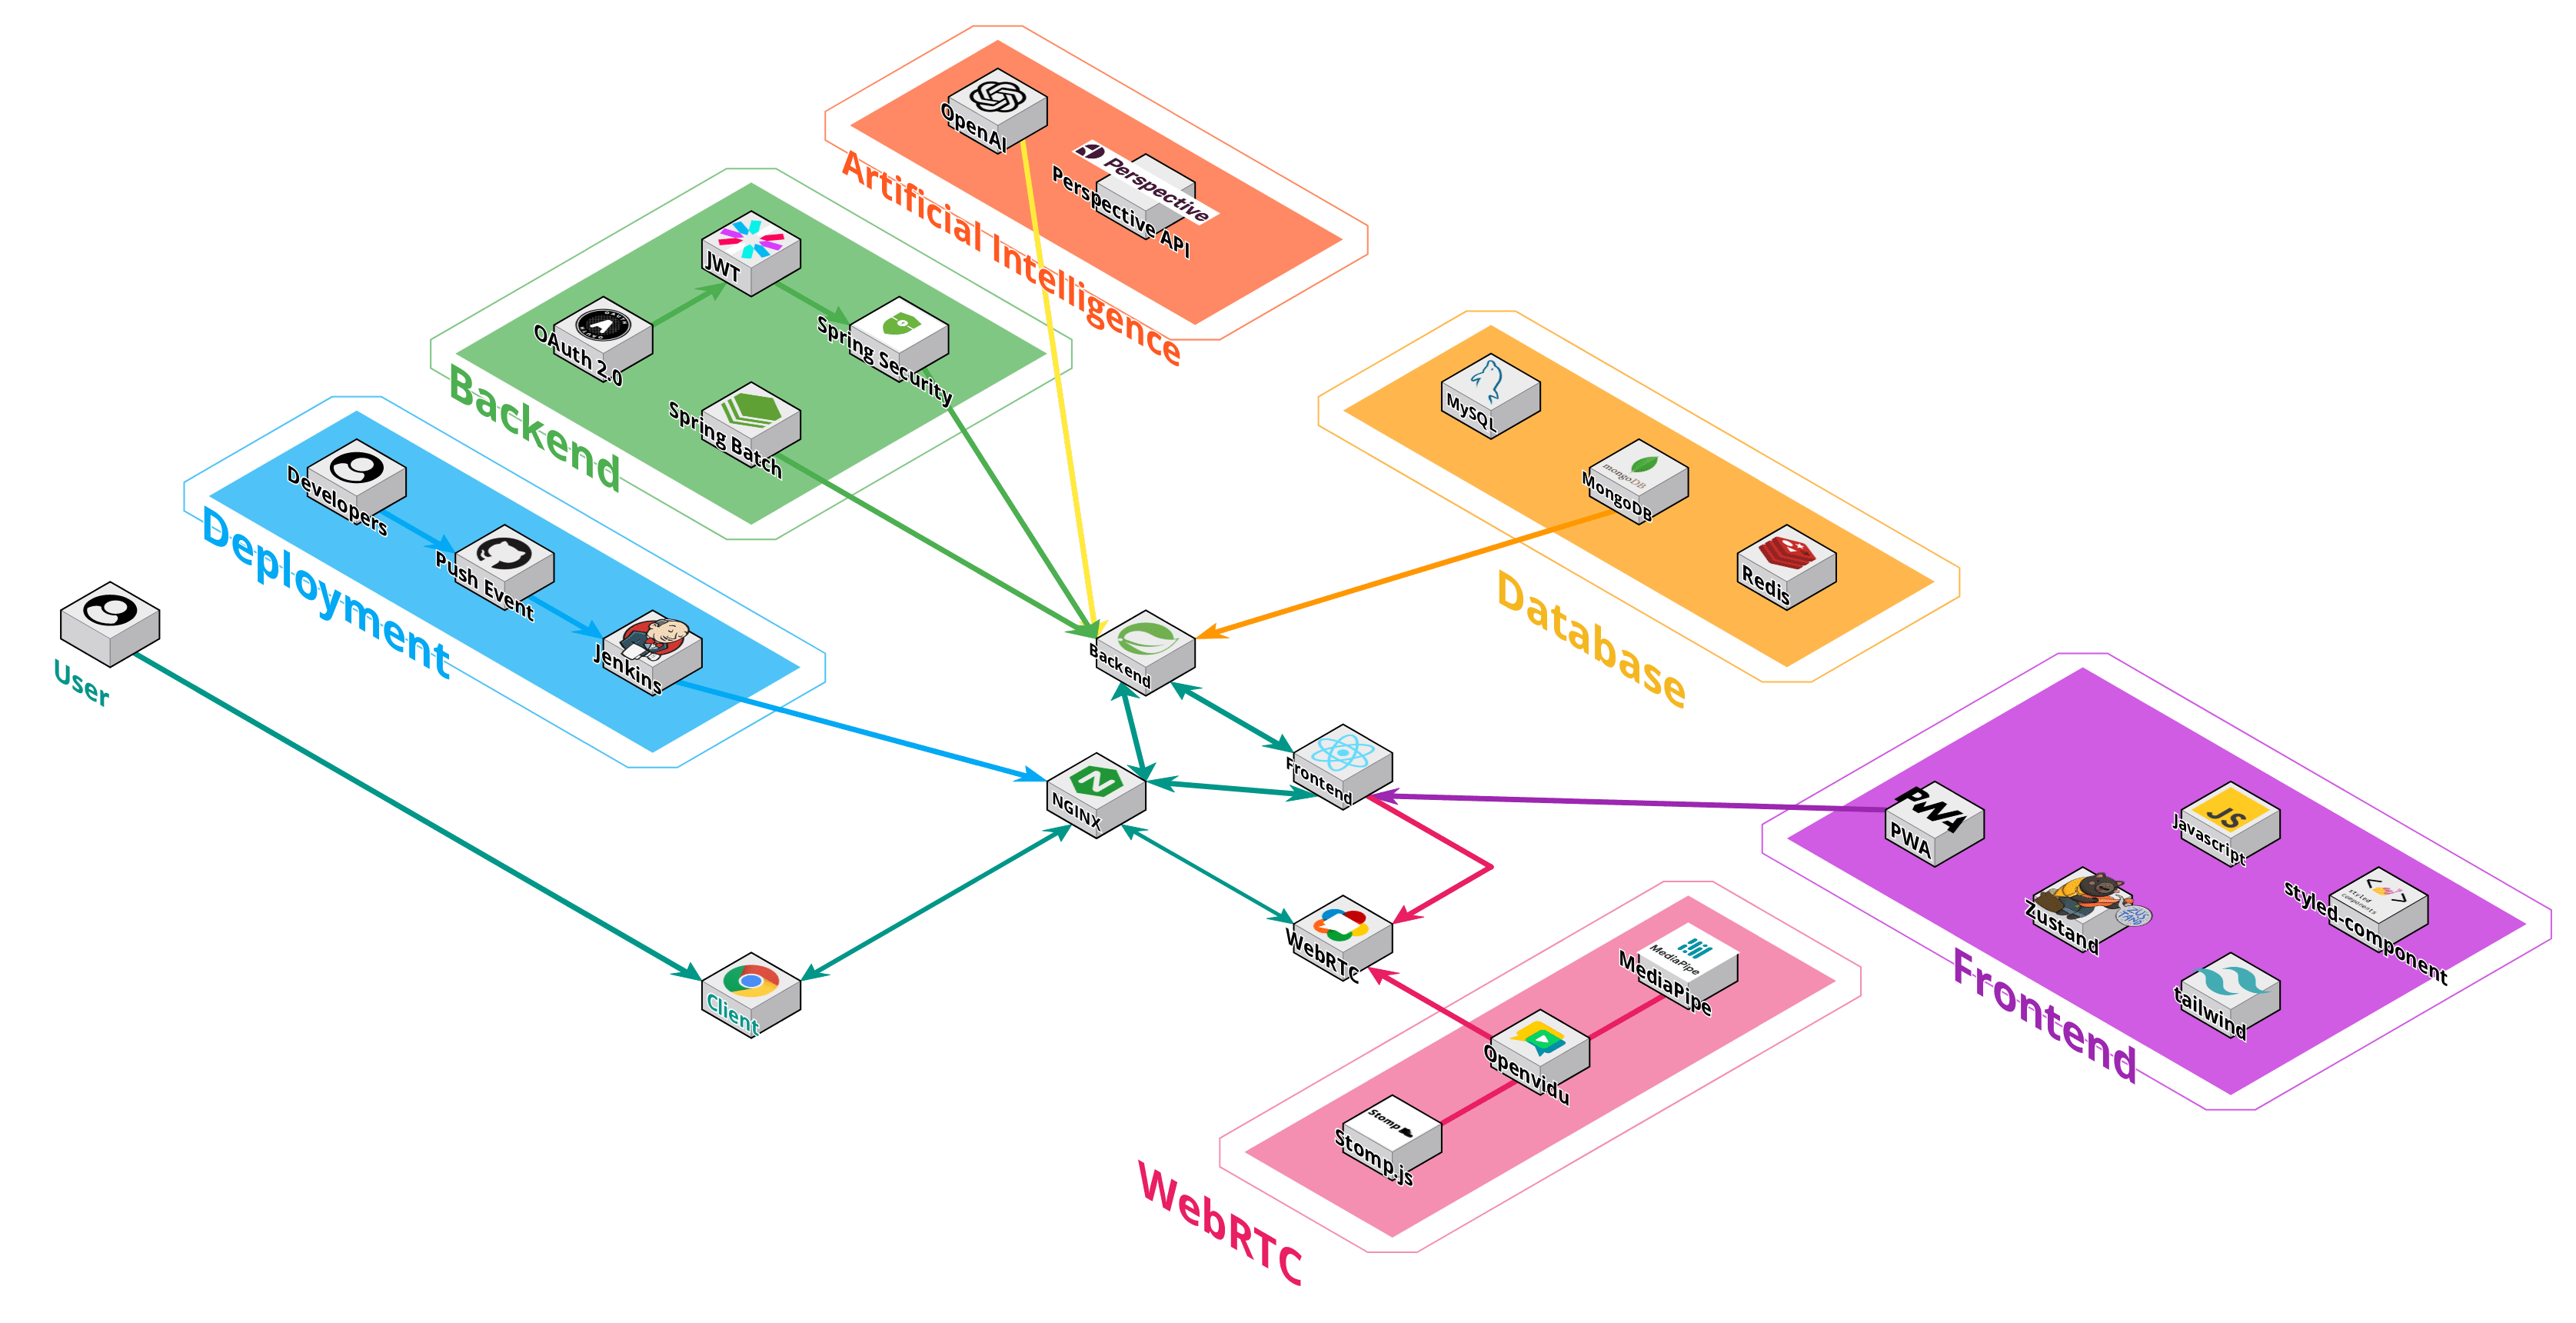 OpenAI
Perspective
Perspective API
Artificial Intelligence
JWT
OAuth 2.0
Spring Security
Spring Batch
Backend
MySQL
mongoDB
MongoDB
Redis
Database
Developers
Push Event
Jenkins
Deployment
User
Backend
Frontend
NGINX
WebRTC
Client
PWA
PWA
JS
Javascript
Zustand
styled
components
styled-component
tailwind
Frontend
MediaPipe
MediaPipe
Openvidu
Stomp
Stomp.js
WebRTC